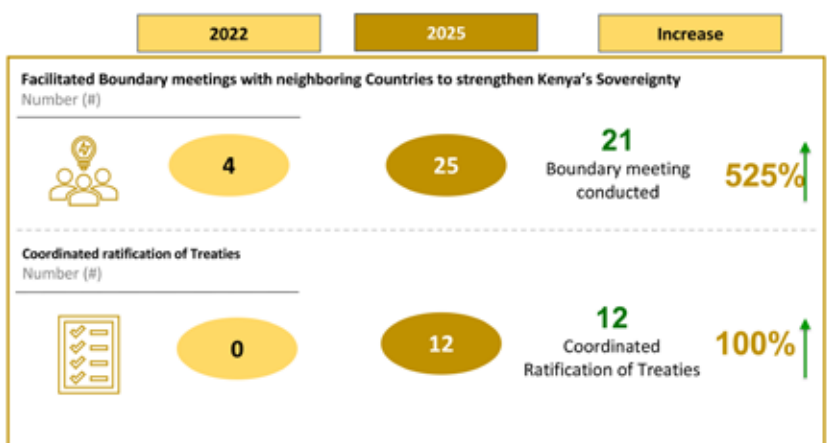 2022 2025 Increase
Facilitated Boundary meetings with neighboring Countries to strengthen Kenya's Sovereignty
Number (#)
4 25 21 525%
Boundary meeting
conducted
Coordinated ratification of Treaties
Number (#)
0 12 12 100%
Coordinated
Ratification of Treaties